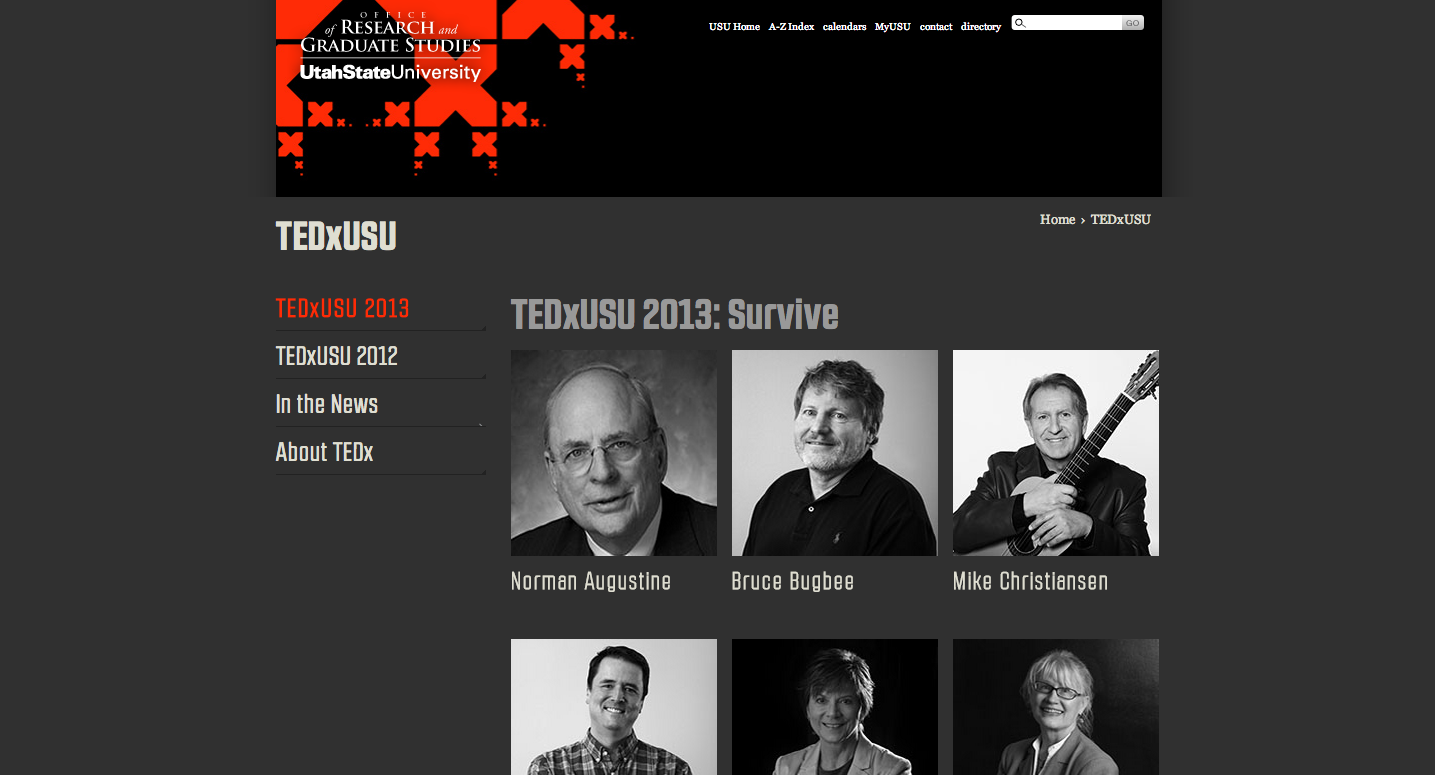 OFFICE
of RESEARCH and
GRADUATE STUDIES
UtahStateUniversity
USU Home A-Z Index calendars MyUSU contact directory GO
Home › TEDxUSU
TEDxUSU
TEDxUSU 2013
TEDxUSU 2012
In the News
About TEDx
TEDxUSU 2013: Survive
Norman Augustine Bruce Bugbee Mike Christiansen